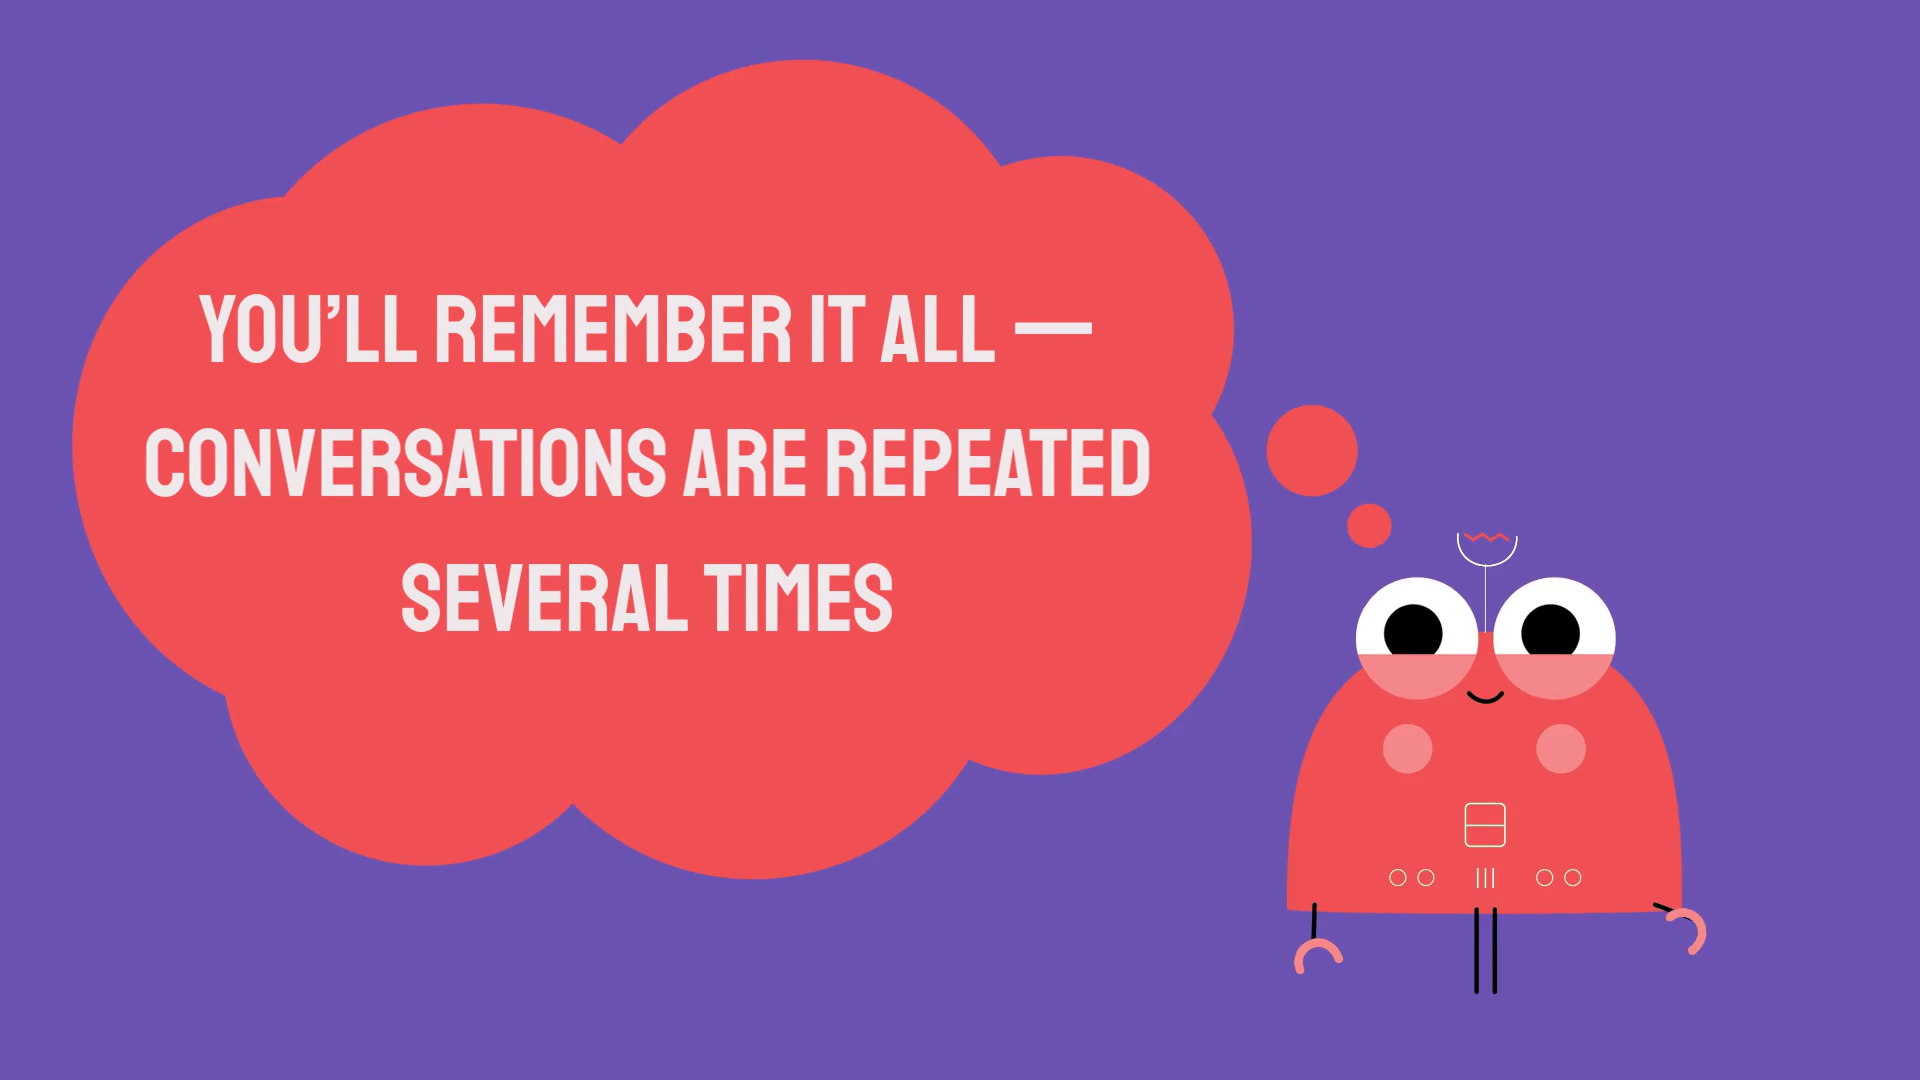 YOU’LL REMEMBER IT ALL —
CONVERSATIONS ARE REPEATED
SEVERAL TIMES